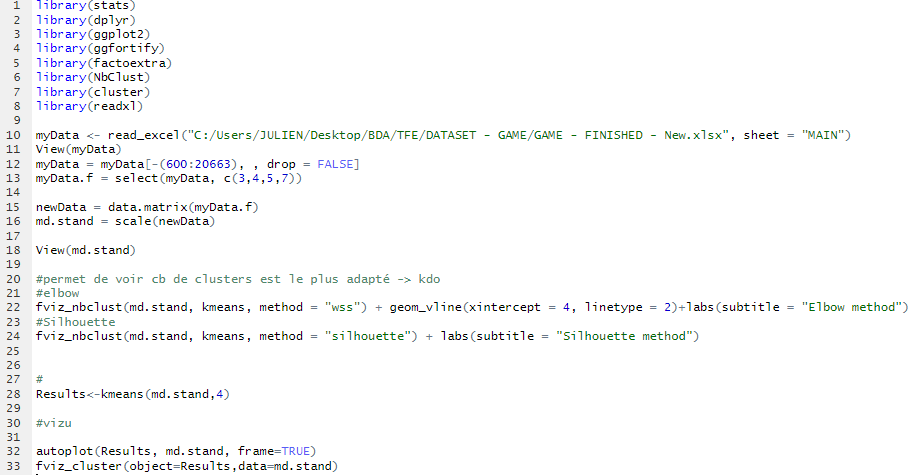 1 library(stats)
2 library(dplyr)
3 library(ggplot2)
4 library(ggfortify)
5 library(factoextra)
6 library(NbClust)
7 library(cluster)
8 library(readxl)
9
10 myData <- read_excel("C:/Users/JULIEN/Desktop/BDA/TFE/DATASET - GAME/GAME - FINISHED - New.xlsx", sheet = "MAIN")
11 View(myData)
12 myData = myData[-(600:20663), , drop = FALSE]
13 myData.f = select(myData, c(3,4,5,7))
14
15 newData = data.matrix(myData.f)
16 md.stand = scale(newData)
17
18 View(md.stand)
19
20 #permet de voir cb de clusters est le plus adapté -> kdo
21 #elbow
22 fviz_nbclust(md.stand, kmeans, method = "wss") + geom_vline(xintercept = 4, linetype = 2)+labs(subtitle = "Elbow method")
23 #Silhouette
24 fviz_nbclust(md.stand, kmeans, method = "silhouette") + labs(subtitle = "Silhouette method")
25
26
27 #
28 Results<-kmeans(md.stand,4)
29
30 #vizu
31
32 autoplot(Results, md.stand, frame=TRUE)
33 fviz_cluster(object=Results,data=md.stand)